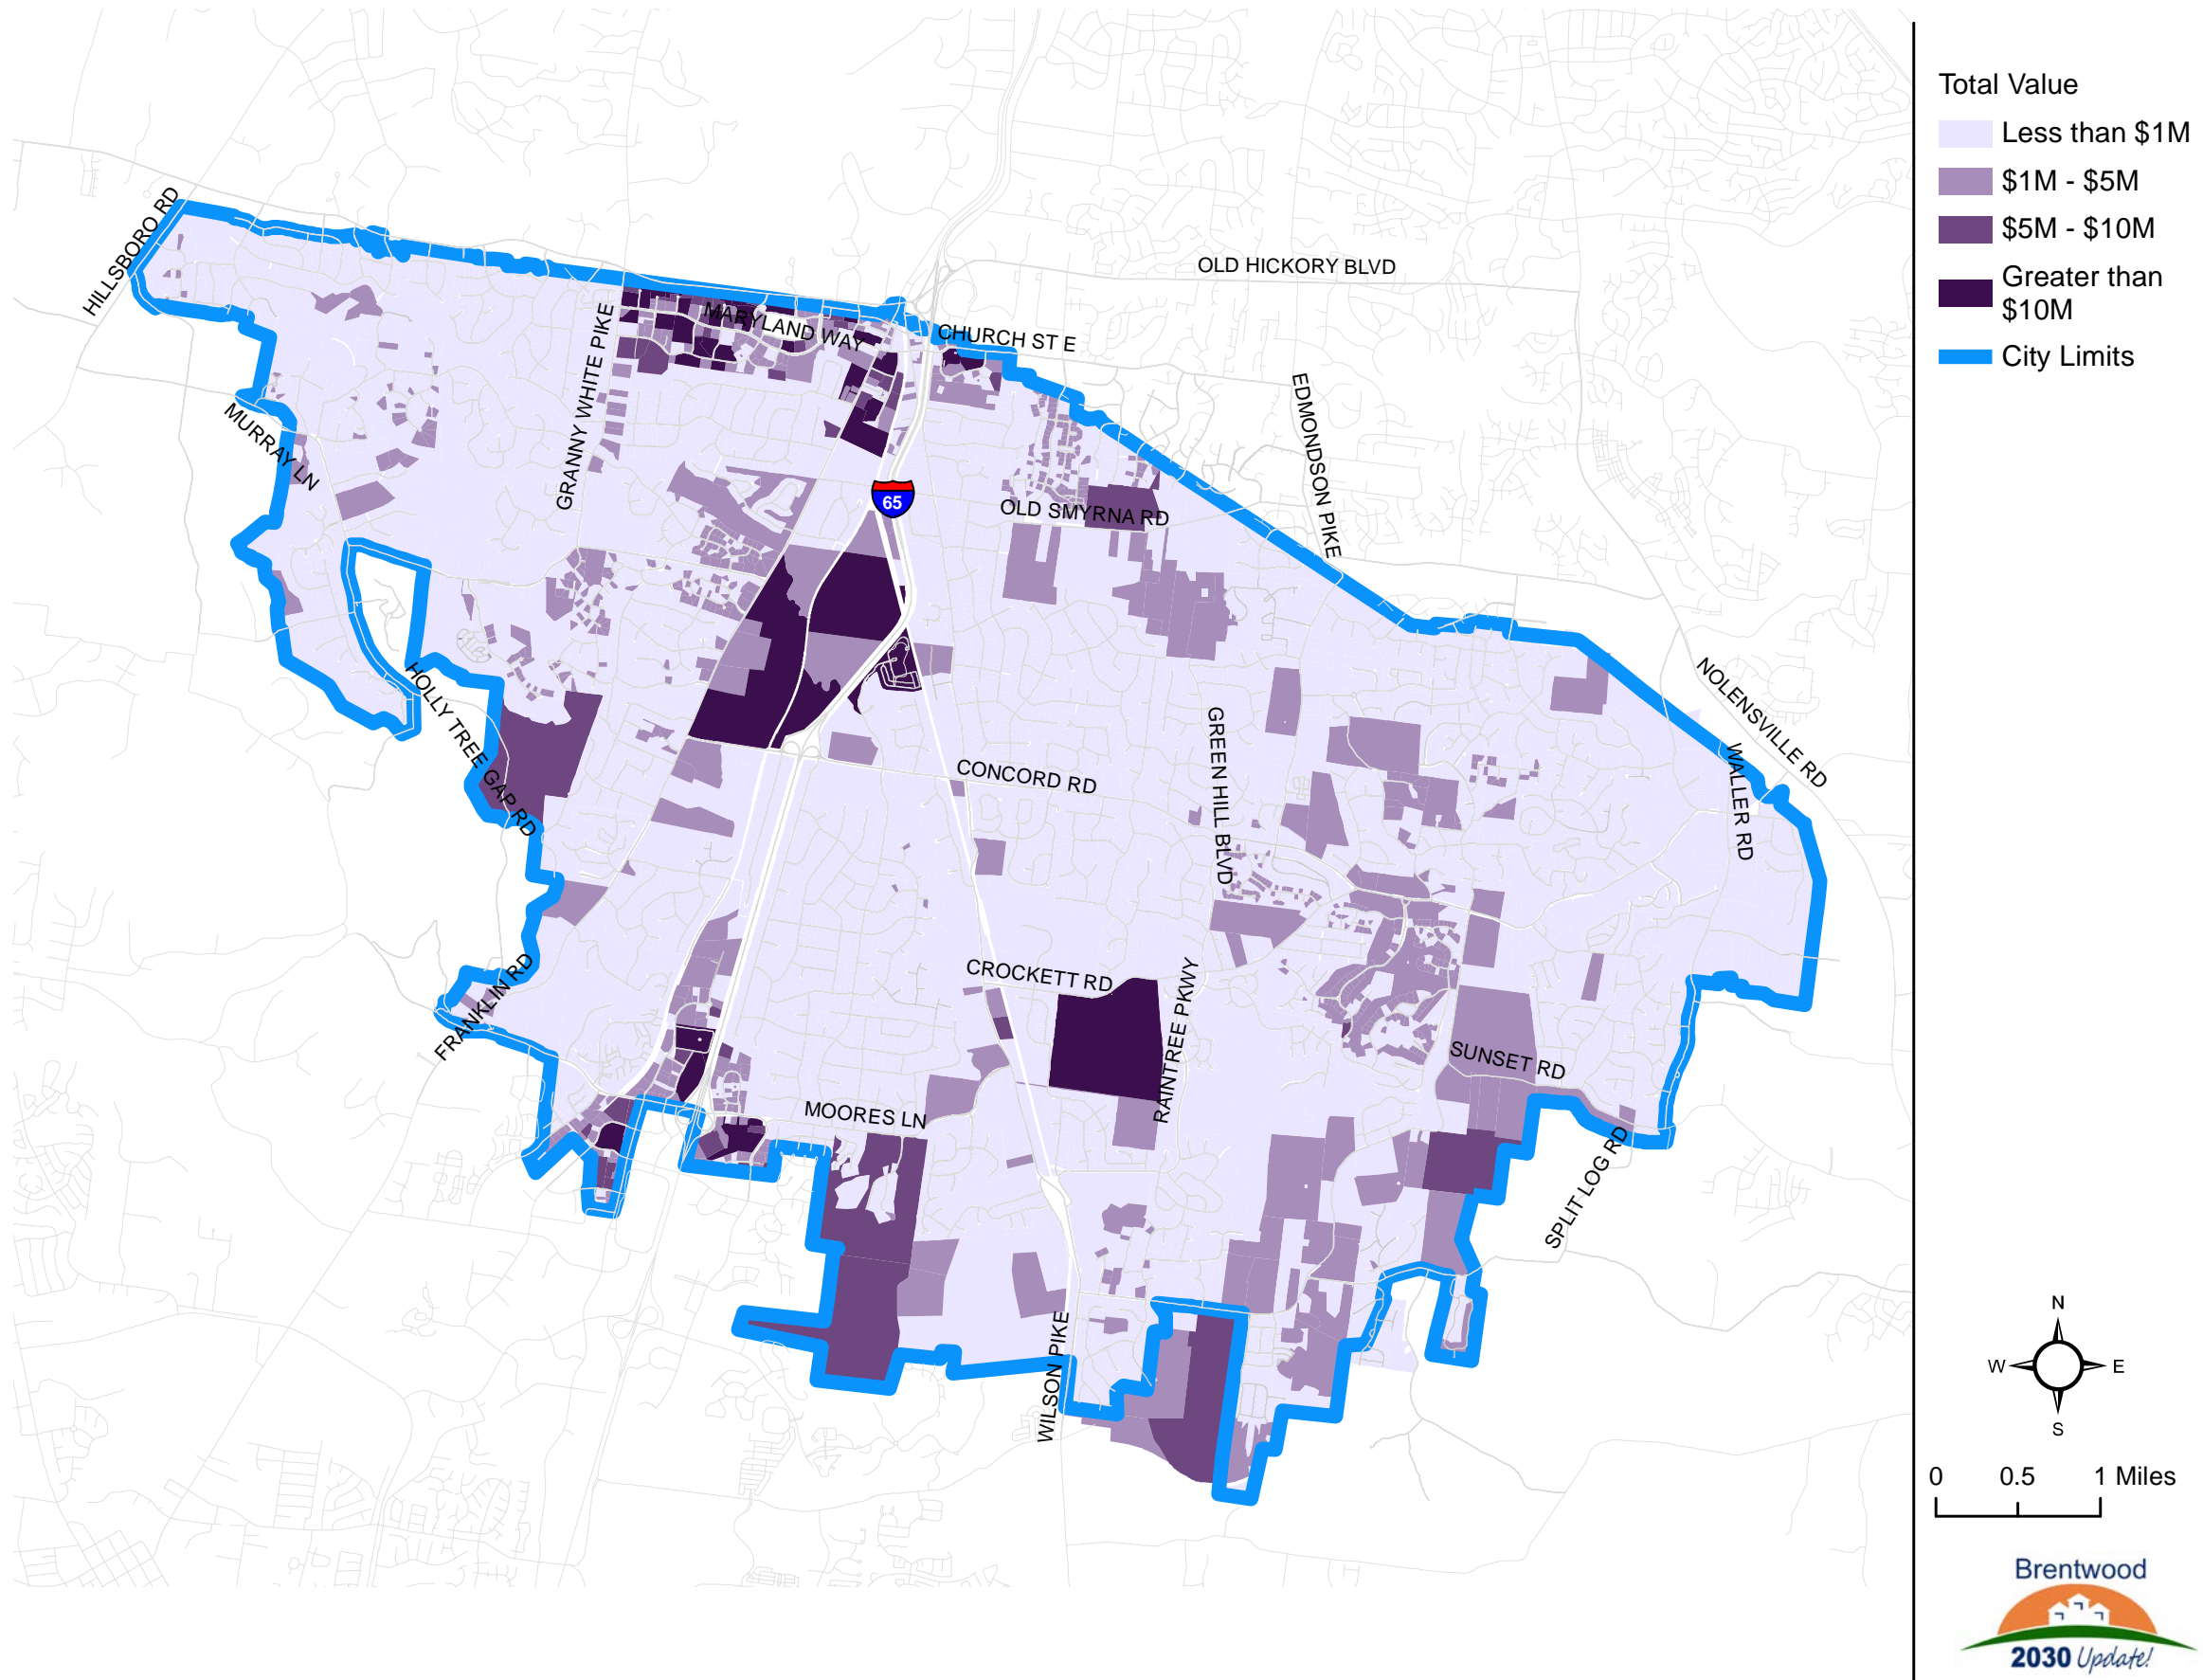 Total Value
Less than $1M
$1M - $5M
$5M - $10M
Greater than
$10M
City Limits
HILLSBORO RD
OLD HICKORY BLVD
MARYLAND WAY
CHURCH ST E
GRANNY WHITE PIKE
EDMONDSON PIKE
MURRAY LN
65
OLD SMYRNA RD
HOLLY TREE GAP RD
NOLENSVILLE RD
GREEN HILL BLVD
WALLER RD
CONCORD RD
FRANKLIN RD
CROCKETT RD
RAINTREE PKWY
SUNSET RD
MOORES LN
SPLIT LOG RD
WILSON PIKE
N
W E
S
0 0.5 1 Miles
Brentwood
2030 Update!